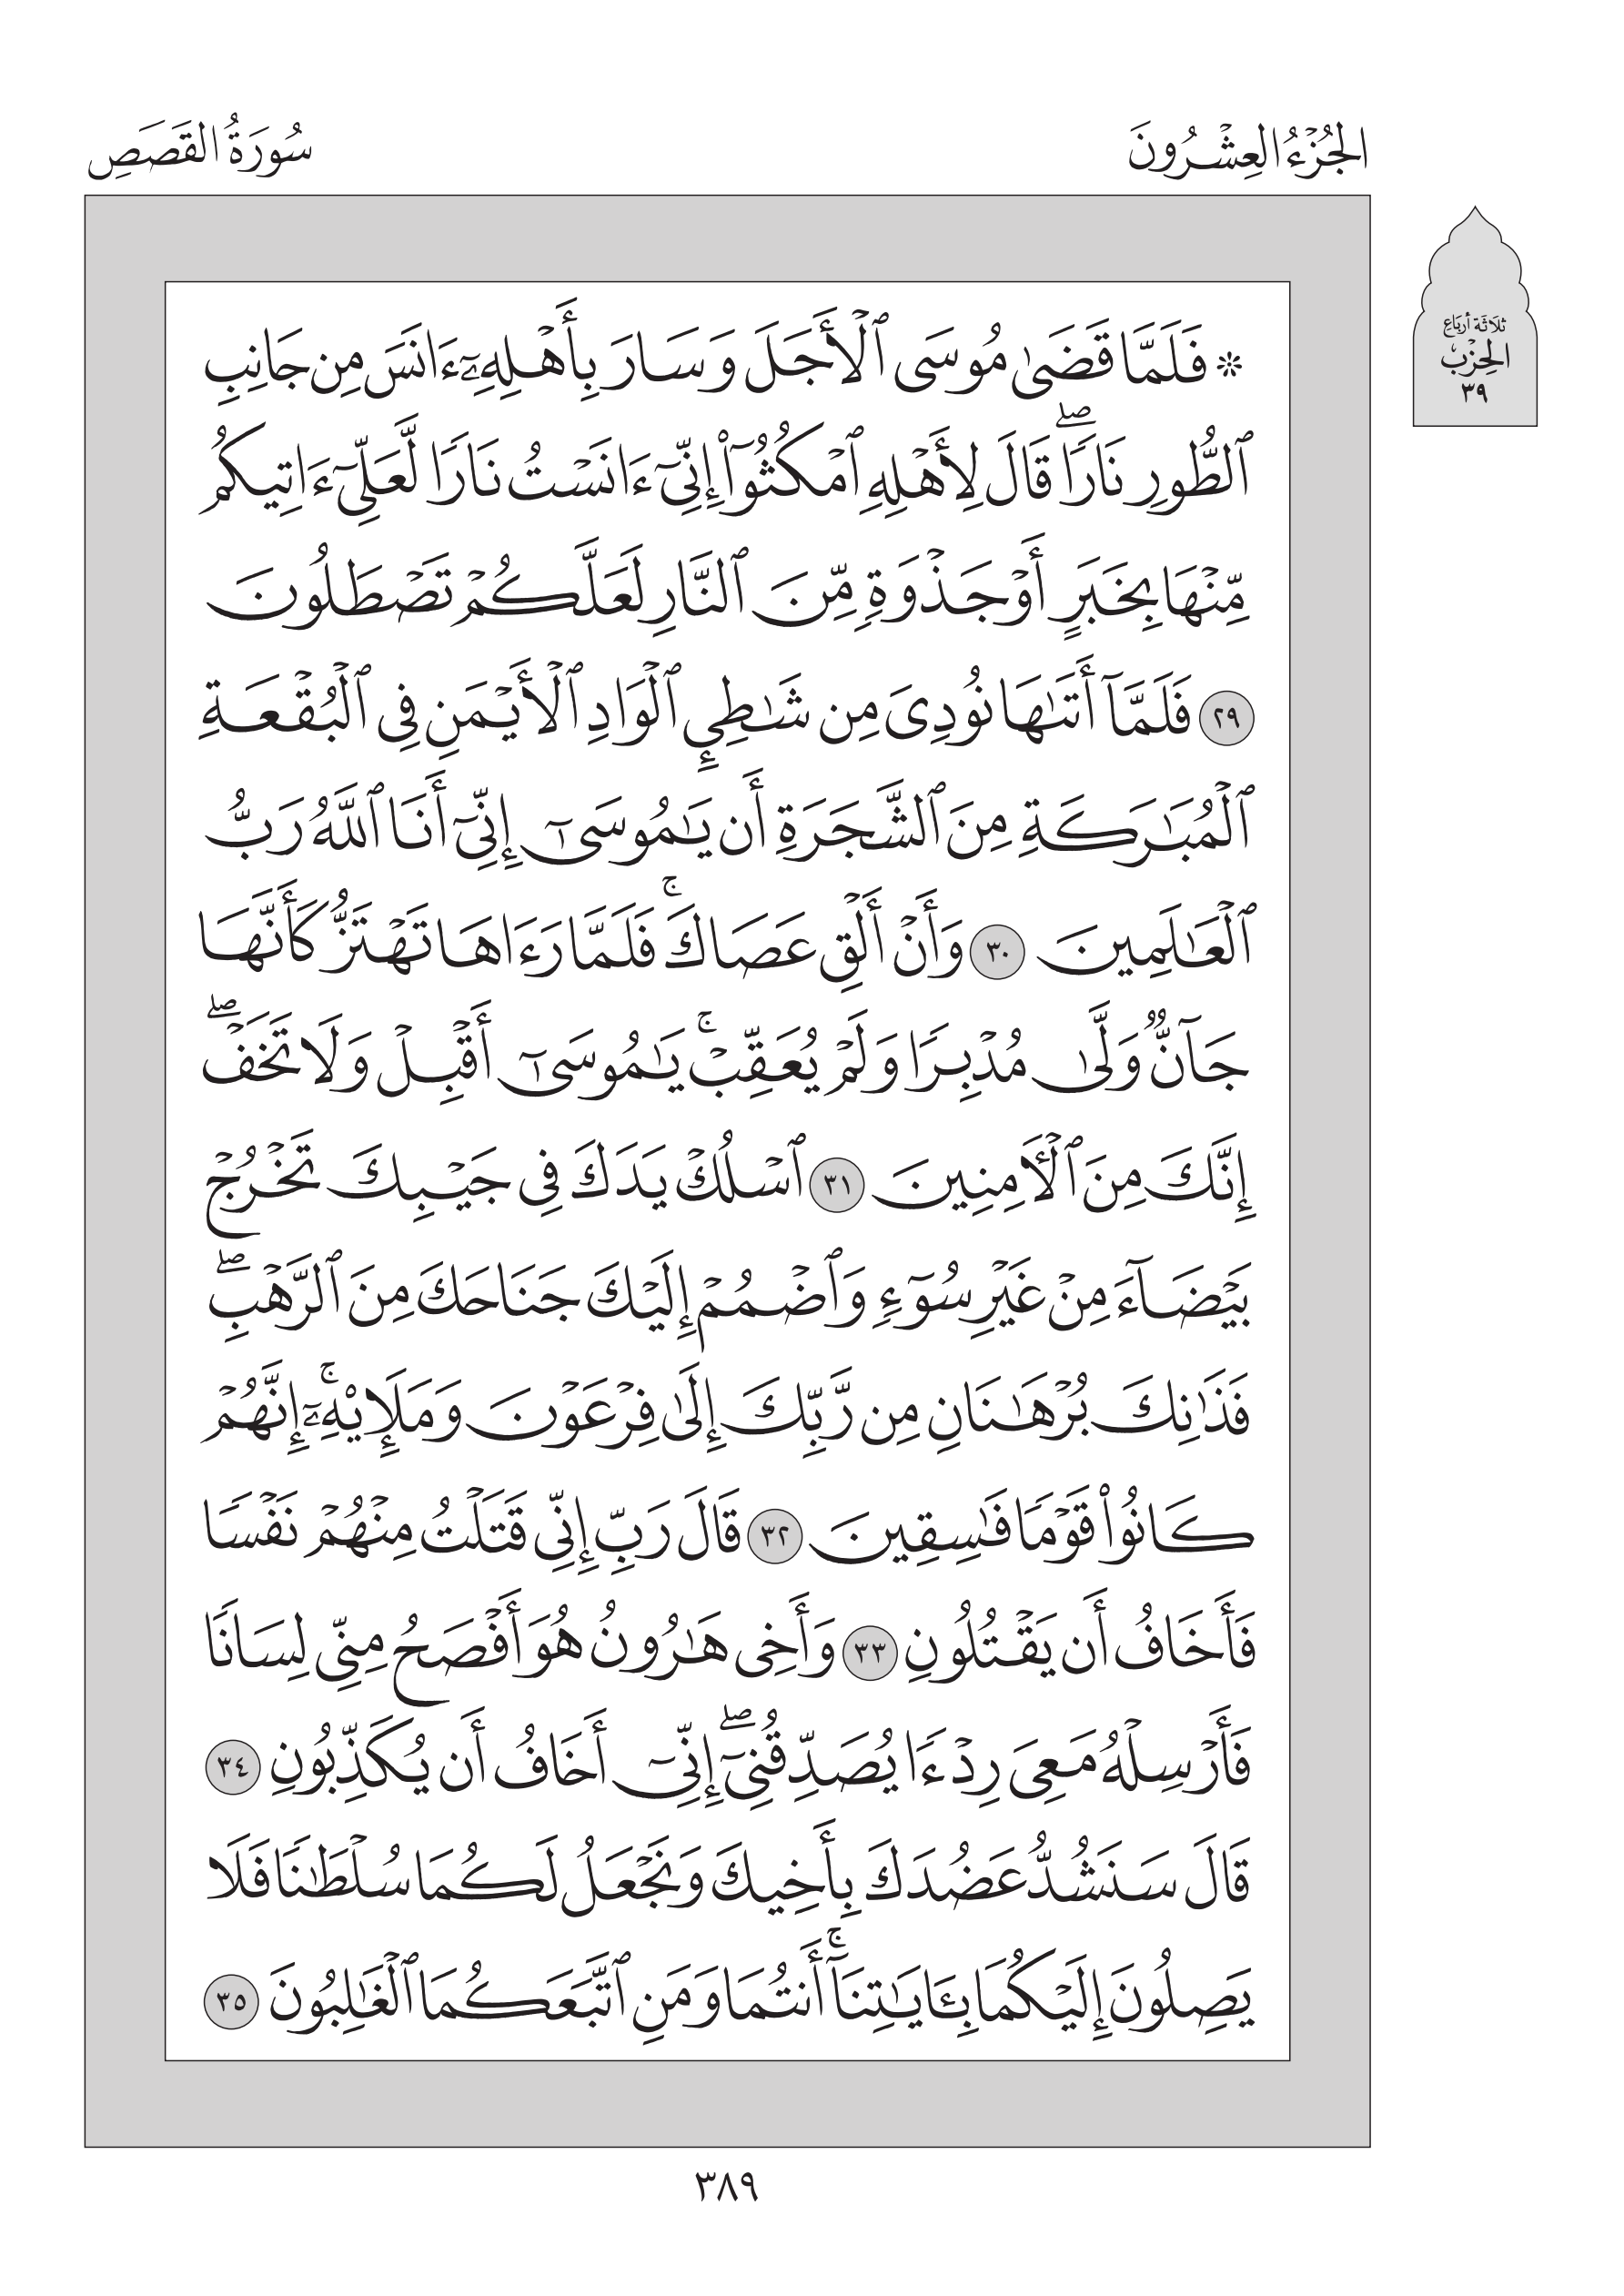 الجُزْءُ العِشْرُونَ
سُورَةُ القَصَصِ
ثلاثة أرباع
الحِزْب
٣٩
۞ فَلَمَّا قَضَىٰ مُوسَى ٱلْأَجَلَ وَسَارَ بِأَهْلِهِۦٓ ءَانَسَ مِن جَانِبِ
ٱلطُّورِ نَارًاۖ قَالَ لِأَهْلِهِ ٱمْكُثُوٓا۟ إِنِّىٓ ءَانَسْتُ نَارًا لَّعَلِّىٓ ءَاتِيكُم
مِّنْهَا بِخَبَرٍ أَوْ جَذْوَةٍ مِّنَ ٱلنَّارِ لَعَلَّكُمْ تَصْطَلُونَ
٢٩ فَلَمَّآ أَتَىٰهَا نُودِىَ مِن شَـٰطِئِ ٱلْوَادِ ٱلْأَيْمَنِ فِى ٱلْبُقْعَةِ
ٱلْمُبَـٰرَكَةِ مِنَ ٱلشَّجَرَةِ أَن يَـٰمُوسَىٰٓ إِنِّىٓ أَنَا ٱللَّهُ رَبُّ
ٱلْعَـٰلَمِينَ ٣٠ وَأَنْ أَلْقِ عَصَاكَۚ فَلَمَّا رَءَاهَا تَهْتَزُّ كَأَنَّهَا
جَآنٌّ وَلَّىٰ مُدْبِرًا وَلَمْ يُعَقِّبْۚ يَـٰمُوسَىٰٓ أَقْبِلْ وَلَا تَخَفْۖ
إِنَّكَ مِنَ ٱلْـَٔامِنِينَ ٣١ ٱسْلُكْ يَدَكَ فِى جَيْبِكَ تَخْرُجْ
بَيْضَآءَ مِنْ غَيْرِ سُوٓءٍ وَٱضْمُمْ إِلَيْكَ جَنَاحَكَ مِنَ ٱلرَّهْبِۖ
فَذَٰنِكَ بُرْهَـٰنَانِ مِن رَّبِّكَ إِلَىٰ فِرْعَوْنَ وَمَلَإِي۟هِۦٓۚ إِنَّهُمْ
كَانُوا۟ قَوْمًا فَـٰسِقِينَ ٣٢ قَالَ رَبِّ إِنِّى قَتَلْتُ مِنْهُمْ نَفْسًا
فَأَخَافُ أَن يَقْتُلُونِ ٣٣ وَأَخِى هَـٰرُونُ هُوَ أَفْصَحُ مِنِّى لِسَانًا
فَأَرْسِلْهُ مَعِىَ رِدْءًا يُصَدِّقُنِىٓۖ إِنِّىٓ أَخَافُ أَن يُكَذِّبُونِ ٣٤
قَالَ سَنَشُدُّ عَضُدَكَ بِأَخِيكَ وَنَجْعَلُ لَكُمَا سُلْطَـٰنًا فَلَا
يَصِلُونَ إِلَيْكُمَا بِـَٔايَـٰتِنَآۚ أَنتُمَا وَمَنِ ٱتَّبَعَكُمَا ٱلْغَـٰلِبُونَ ٣٥
٣٨٩